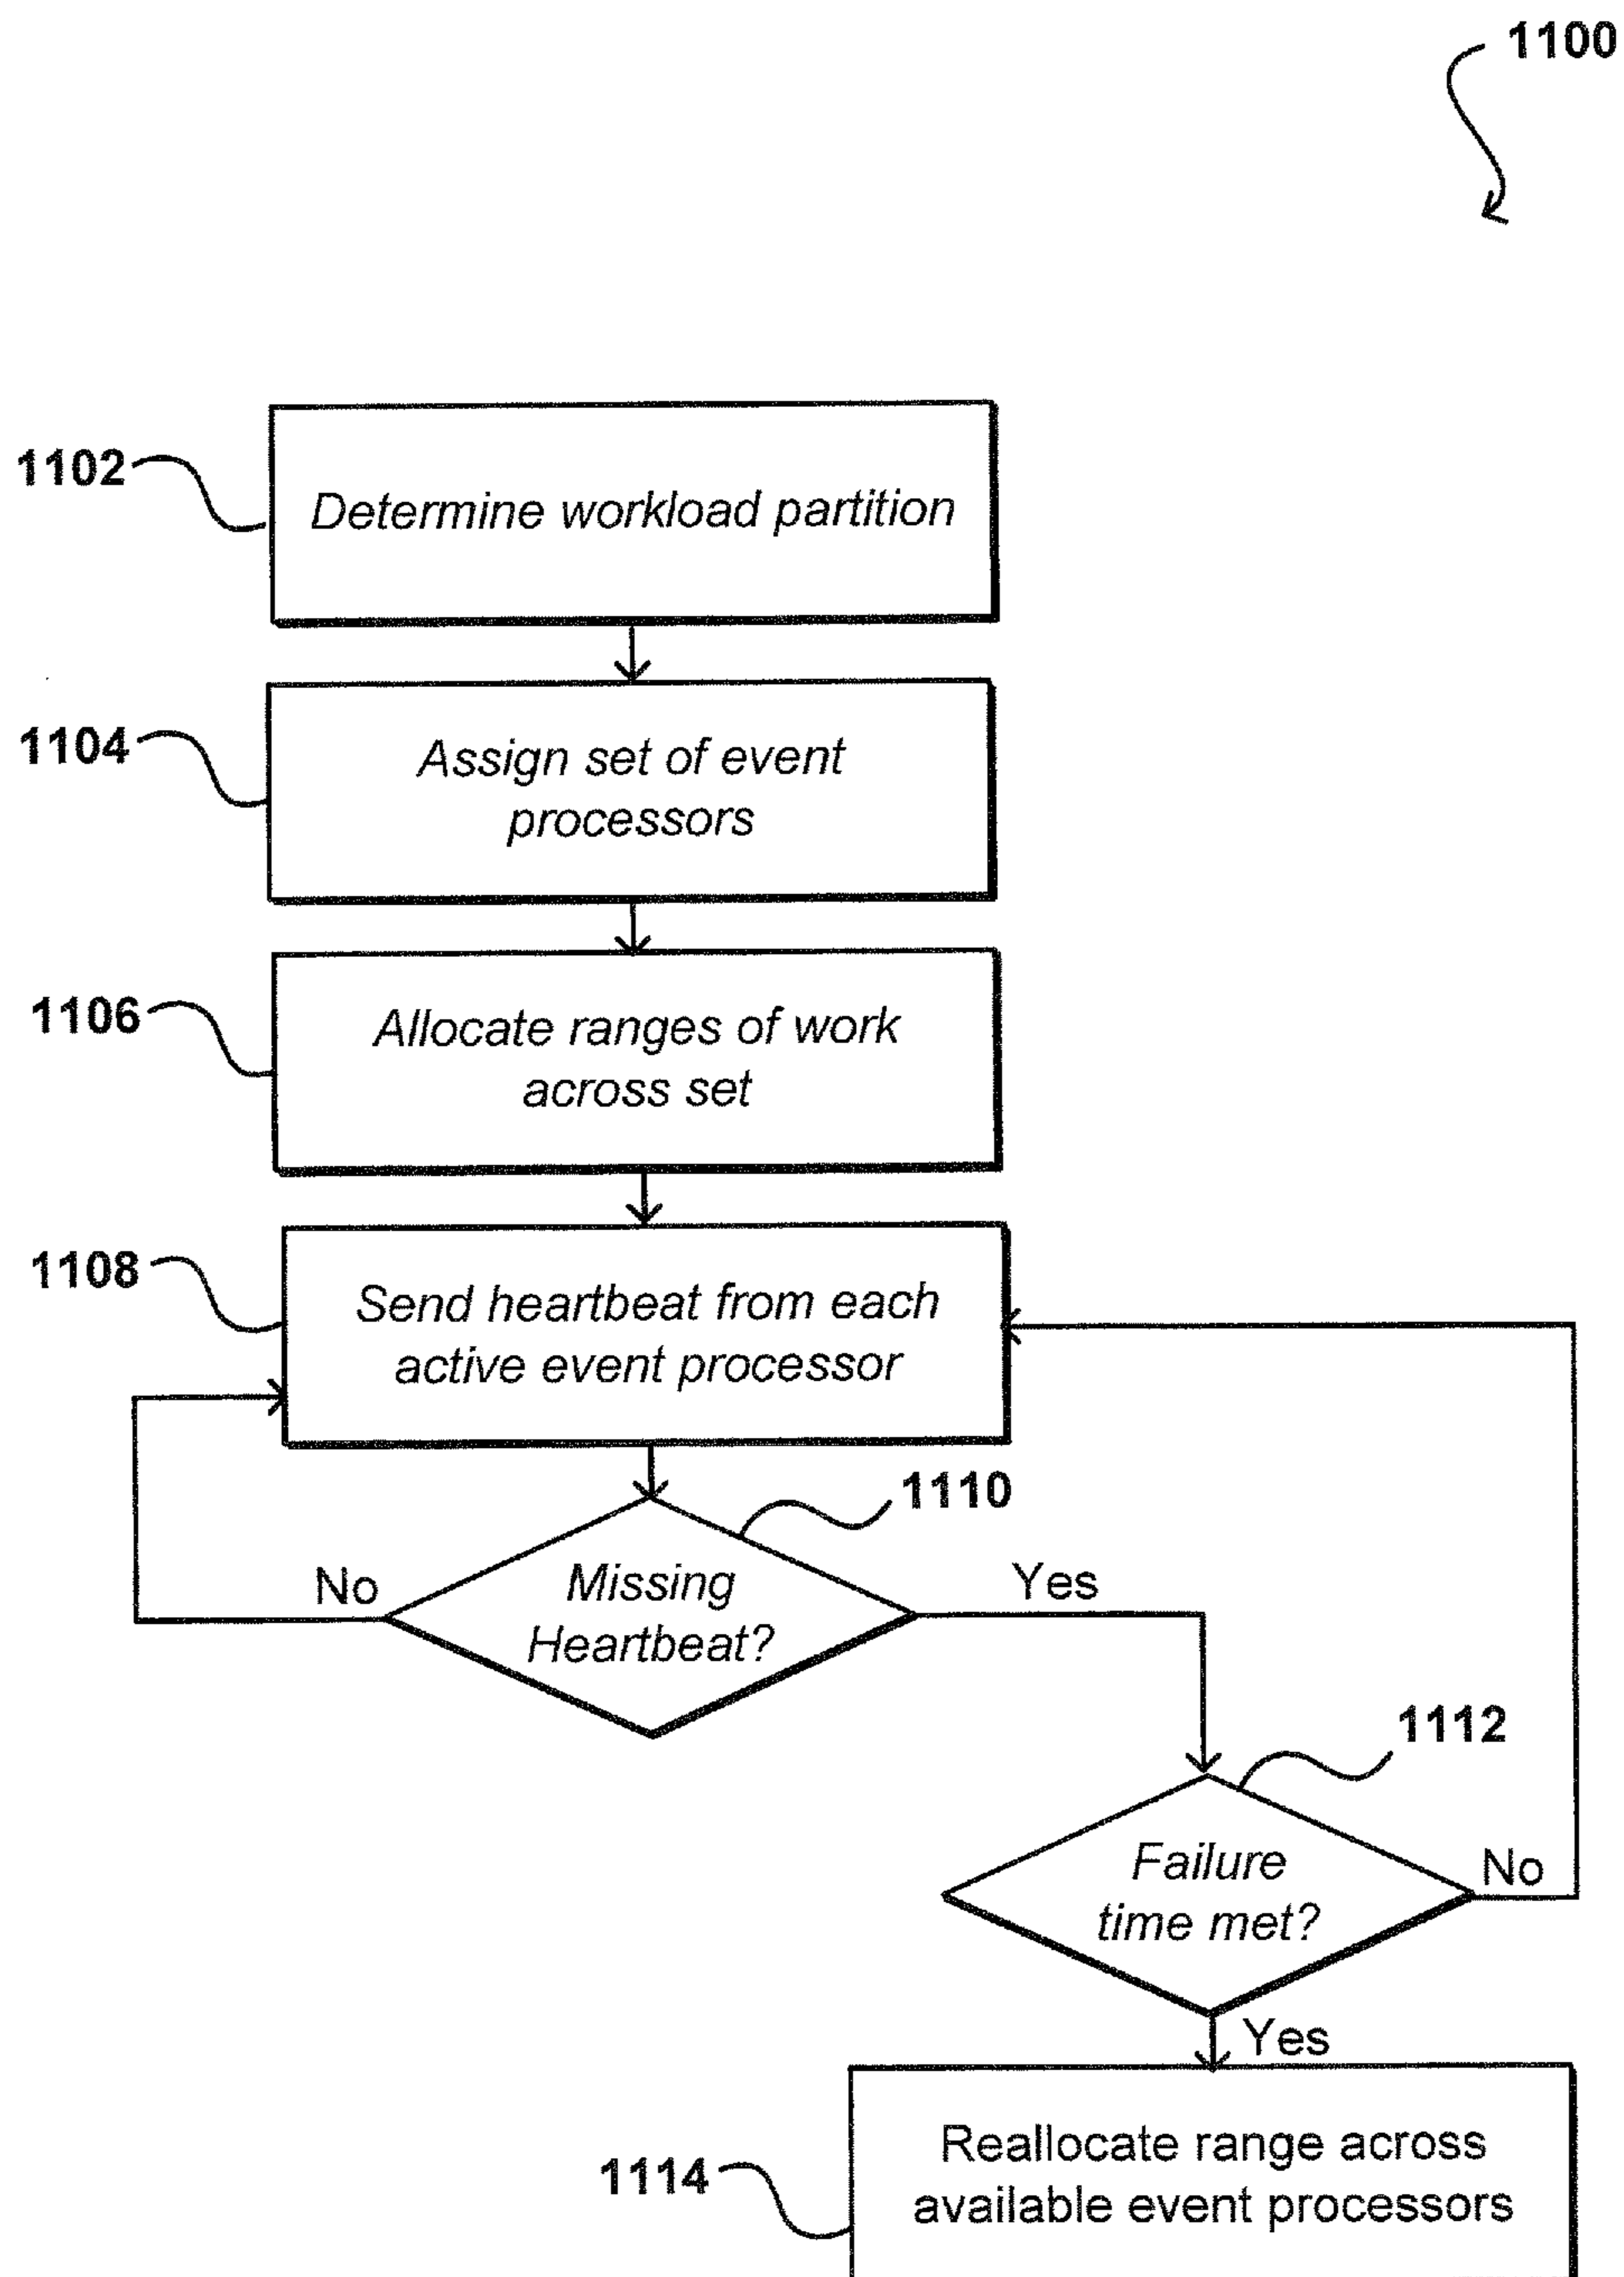 1100
1102
Determine workload partition
1104
Assign set of event
processors
1106
Allocate ranges of work
across set
1108
Send heartbeat from each
active event processor
1110
No
Missing
Heartbeat?
Yes
1112
Failure
time met?
No
Yes
1114
Reallocate range across
available event processors